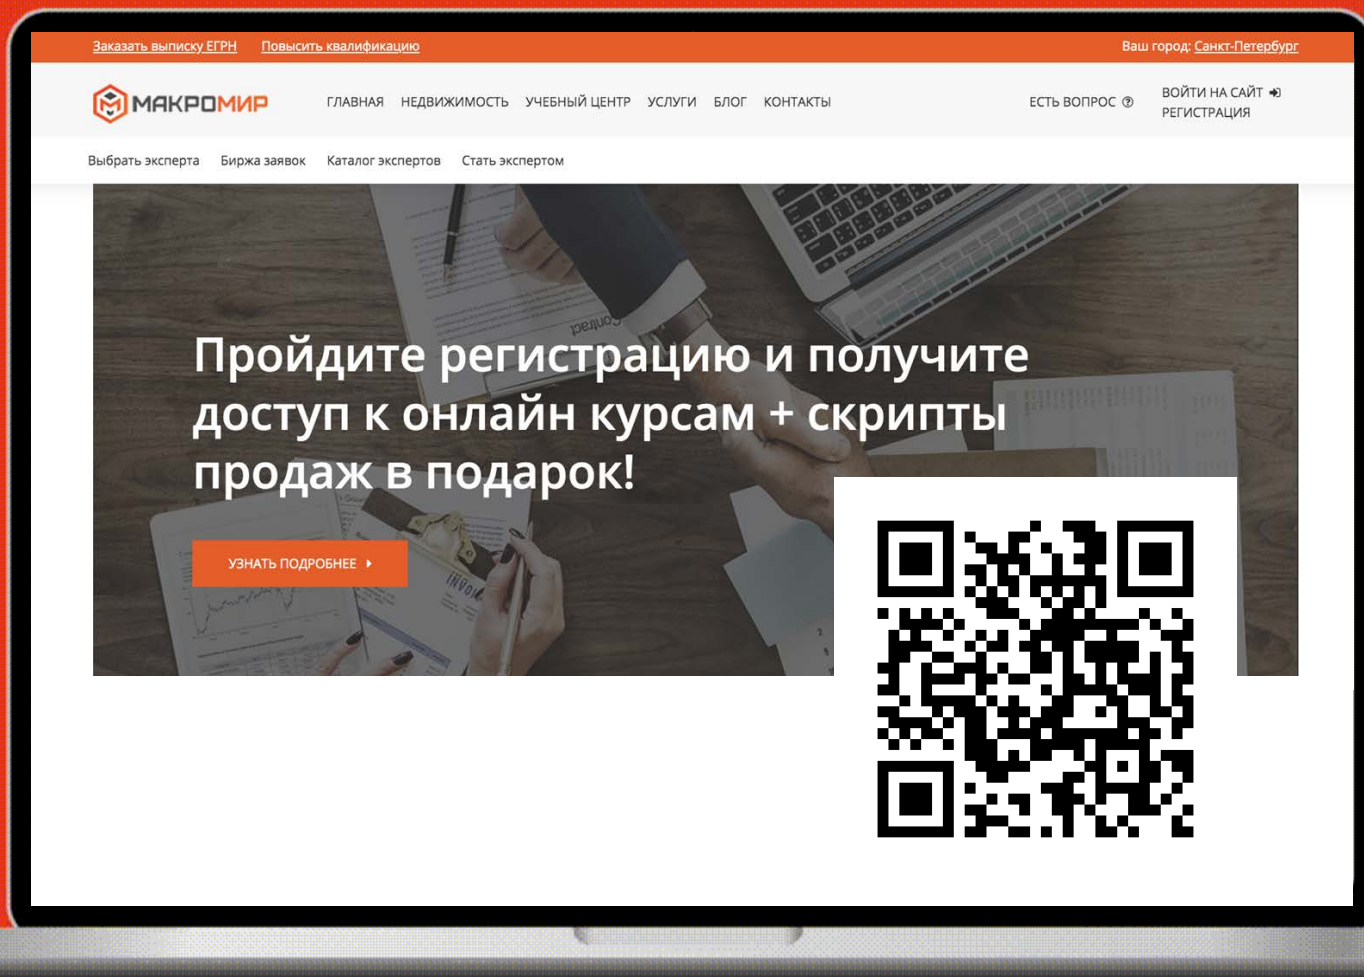 Заказать выписку ЕГРН Повысить квалификацию Ваш город: Санкт-Петербург
МАКРОМИР ГЛАВНАЯ НЕДВИЖИМОСТЬ УЧЕБНЫЙ ЦЕНТР УСЛУГИ БЛОГ КОНТАКТЫ ЕСТЬ ВОПРОС ВОЙТИ НА САЙТ
РЕГИСТРАЦИЯ
Выбрать эксперта Биржа заявок Каталог экспертов Стать экспертом
Contract
Пройдите регистрацию и получите
доступ к онлайн курсам + скрипты
продаж в подарок!
УЗНАТЬ ПОДРОБНЕЕ